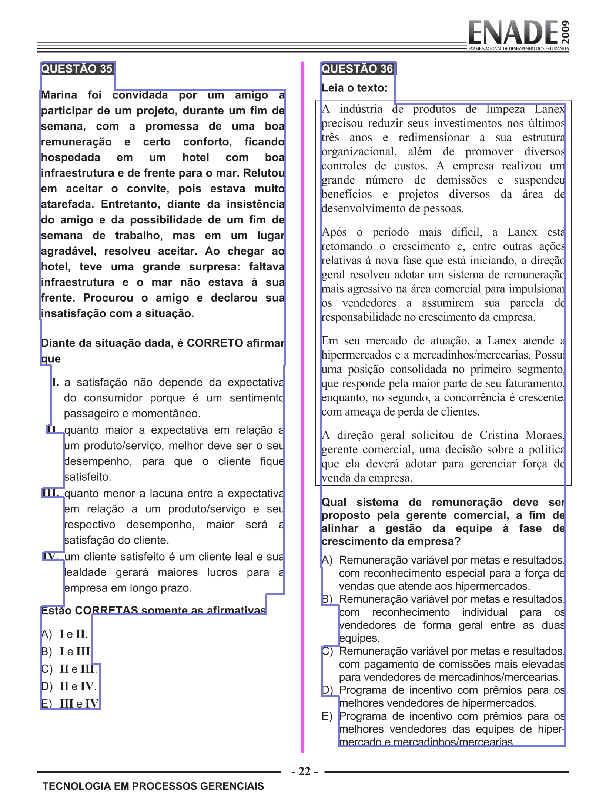 ENADE 2009
EXAME NACIONAL DE DESEMPENHO DOS ESTUDANTES
QUESTÃO 35
Marina foi convidada por um amigo a
participar de um projeto, durante um fim de
semana, com a promessa de uma boa
remuneração e certo conforto, ficando
hospedada em um hotel com boa
infraestrutura e de frente para o mar. Relutou
em aceitar o convite, pois estava muito
atarefada. Entretanto, diante da insistência
do amigo e da possibilidade de um fim de
semana de trabalho, mas em um lugar
agradável, resolveu aceitar. Ao chegar ao
hotel, teve uma grande surpresa: faltava
infraestrutura e o mar não estava à sua
frente. Procurou o amigo e declarou sua
insatisfação com a situação.
Diante da situação dada, é CORRETO afirmar
que
I. a satisfação não depende da expectativa
do consumidor porque é um sentimento
passageiro e momentâneo.
II. quanto maior a expectativa em relação a
um produto/serviço, melhor deve ser o seu
desempenho, para que o cliente fique
satisfeito.
III. quanto menor a lacuna entre a expectativa
em relação a um produto/serviço e seu
respectivo desempenho, maior será a
satisfação do cliente.
IV. um cliente satisfeito é um cliente leal e sua
lealdade gerará maiores lucros para a
empresa em longo prazo.
Estão CORRETAS somente as afirmativas
A) I e II.
B) I e III
C) II e III.
D) II e IV.
E) III e IV
QUESTÃO 36
Leia o texto:
A indústria de produtos de limpeza Lanex
precisou reduzir seus investimentos nos últimos
três anos e redimensionar a sua estrutura
organizacional, além de promover diversos
controles de custos. A empresa realizou um
grande número de demissões e suspendeu
benefícios e projetos diversos da área de
desenvolvimento de pessoas.
Após o período mais difícil, a Lanex está
retomando o crescimento e, entre outras ações
relativas á nova fase que está iniciando, a direção
geral resolveu adotar um sistema de remuneração
mais agressivo na área comercial para impulsionar
os vendedores a assumirem sua parcela de
responsabilidade no crescimento da empresa.
Em seu mercado de atuação, a Lanex atende a
hipermercados e a mercadinhos/mercearias. Possui
uma posição consolidada no primeiro segmento,
que responde pela maior parte de seu faturamento,
enquanto, no segundo, a concorrência é crescente,
com ameaça de perda de clientes.
A direção geral solicitou de Cristina Moraes,
gerente comercial, uma decisão sobre a política
que ela deverá adotar para gerenciar força de
venda da empresa.
Qual sistema de remuneração deve ser
proposto pela gerente comercial, a fim de
alinhar a gestão da equipe à fase de
crescimento da empresa?
A) Remuneração variável por metas e resultados,
com reconhecimento especial para a força de
vendas que atende aos hipermercados.
B) Remuneração variável por metas e resultados,
com reconhecimento individual para os
vendedores de forma geral entre as duas
equipes.
C) Remuneração variável por metas e resultados,
com pagamento de comissões mais elevadas
para vendedores de mercadinhos/mercearias.
D) Programa de incentivo com prêmios para os
melhores vendedores de hipermercados.
E) Programa de incentivo com prêmios para os
melhores vendedores das equipes de hiper-
mercado e mercadinhos/mercearias.
- 22 -
TECNOLOGIA EM PROCESSOS GERENCIAIS